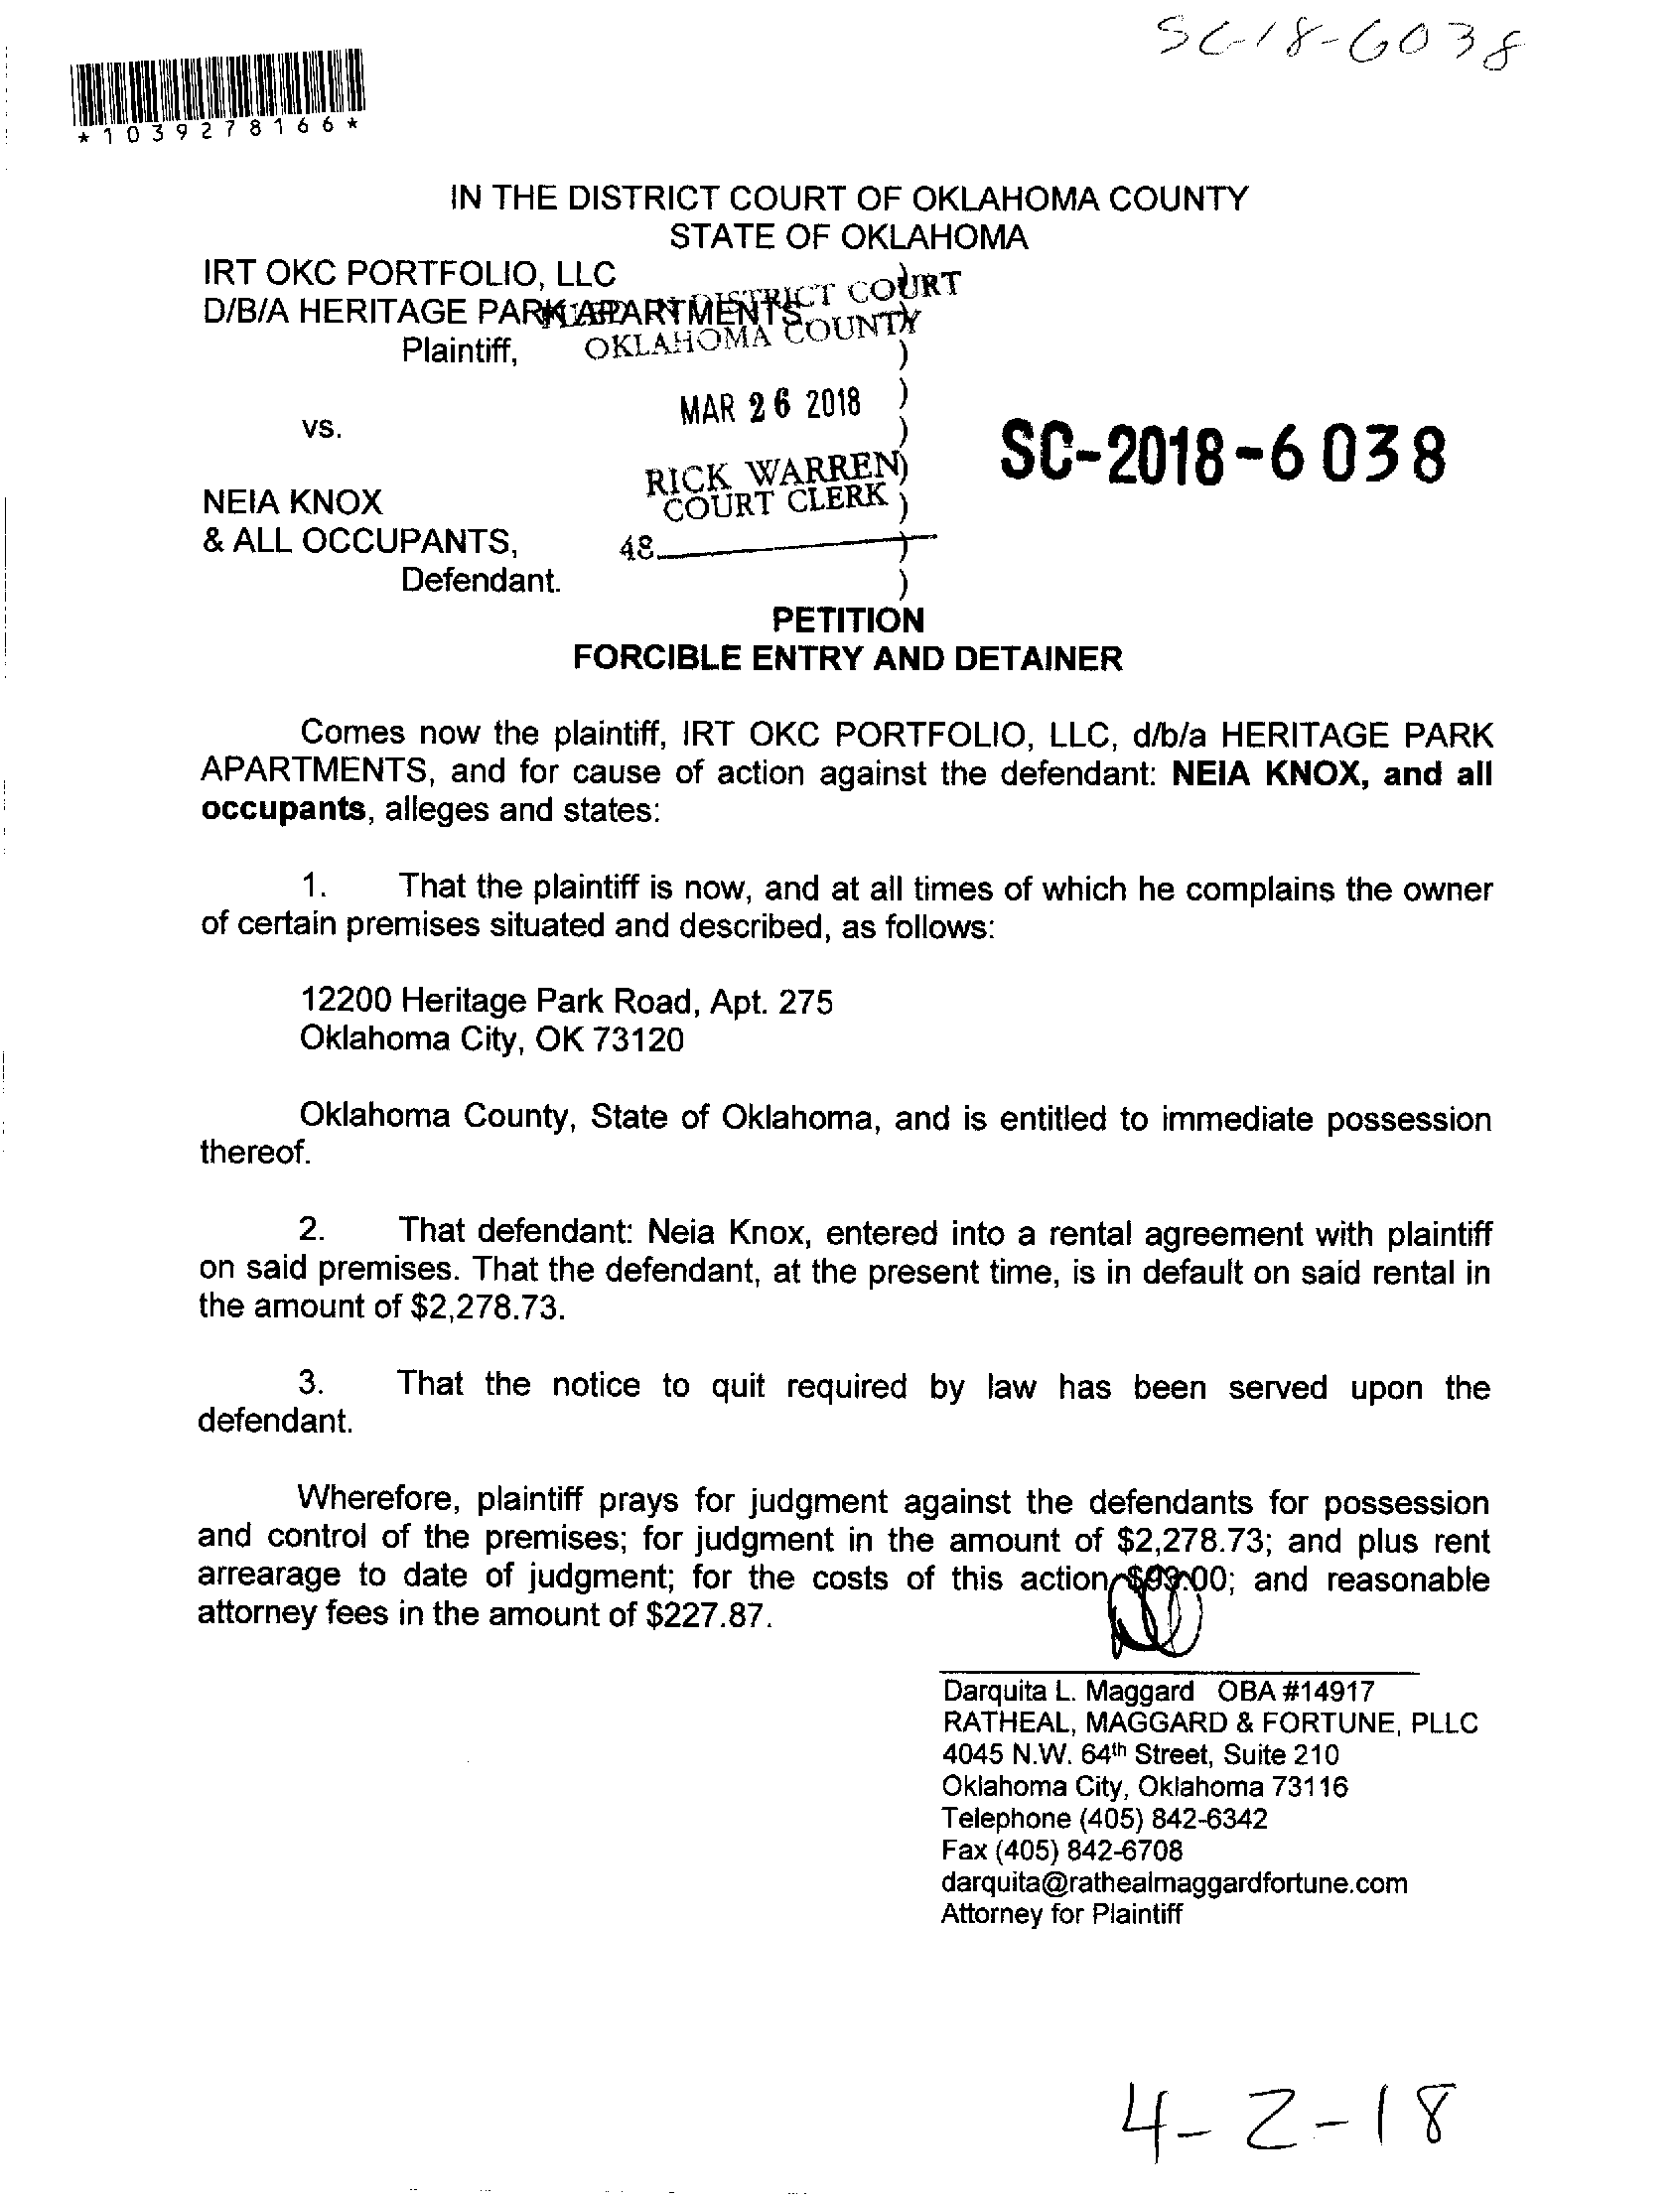 SC-18-6038
*1039278166*
IN THE DISTRICT COURT OF OKLAHOMA COUNTY
STATE OF OKLAHOMA
IRT OKC PORTFOLIO, LLC )
D/B/A HERITAGE PARK APARTMENTS
FILED IN DISTRICT COURT
OKLAHOMA COUNTY
Plaintiff, )
MAR 26 2018 )
vs. )
SC-2018-6038
RICK WARREN )
COURT CLERK )
NEIA KNOX
& ALL OCCUPANTS, )
48
Defendant. )
PETITION
FORCIBLE ENTRY AND DETAINER
Comes now the plaintiff, IRT OKC PORTFOLIO, LLC, d/b/a HERITAGE PARK
APARTMENTS, and for cause of action against the defendant: NEIA KNOX, and all
occupants, alleges and states:
1. That the plaintiff is now, and at all times of which he complains the owner
of certain premises situated and described, as follows:
12200 Heritage Park Road, Apt. 275
Oklahoma City, OK 73120
Oklahoma County, State of Oklahoma, and is entitled to immediate possession
thereof.
2. That defendant: Neia Knox, entered into a rental agreement with plaintiff
on said premises. That the defendant, at the present time, is in default on said rental in
the amount of $2,278.73.
3. That the notice to quit required by law has been served upon the
defendant.
Wherefore, plaintiff prays for judgment against the defendants for possession
and control of the premises; for judgment in the amount of $2,278.73; and plus rent
arrearage to date of judgment; for the costs of this action and reasonable
attorney fees in the amount of $227.87.
Darquita L. Maggard OBA #14917
RATHEAL, MAGGARD & FORTUNE, PLLC
4045 N.W. 64th Street, Suite 210
Oklahoma City, Oklahoma 73116
Telephone (405) 842-6342
Fax (405) 842-6708
darquita@rathealmaggardfortune.com
Attorney for Plaintiff
4-2-18